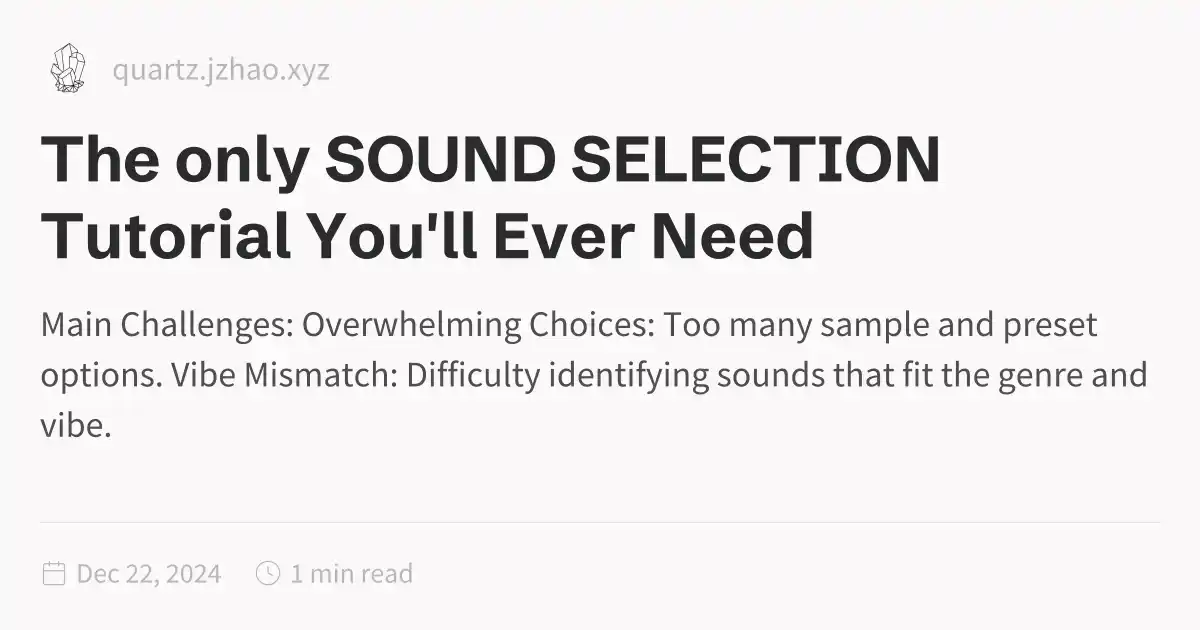 quartz.jzhao.xyz
The only SOUND SELECTION
Tutorial You'll Ever Need
Main Challenges: Overwhelming Choices: Too many sample and preset
options. Vibe Mismatch: Difficulty identifying sounds that fit the genre and
vibe.
Dec 22, 2024 1 min read